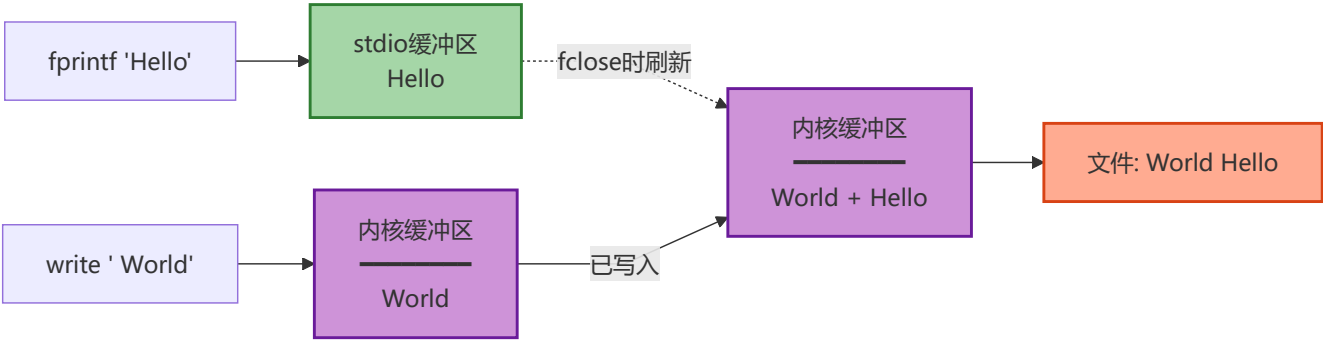 fprintf 'Hello'
stdio缓冲区
Hello
fclose时刷新
write ' World'
内核缓冲区
World
已写入
内核缓冲区
World + Hello
文件: World Hello